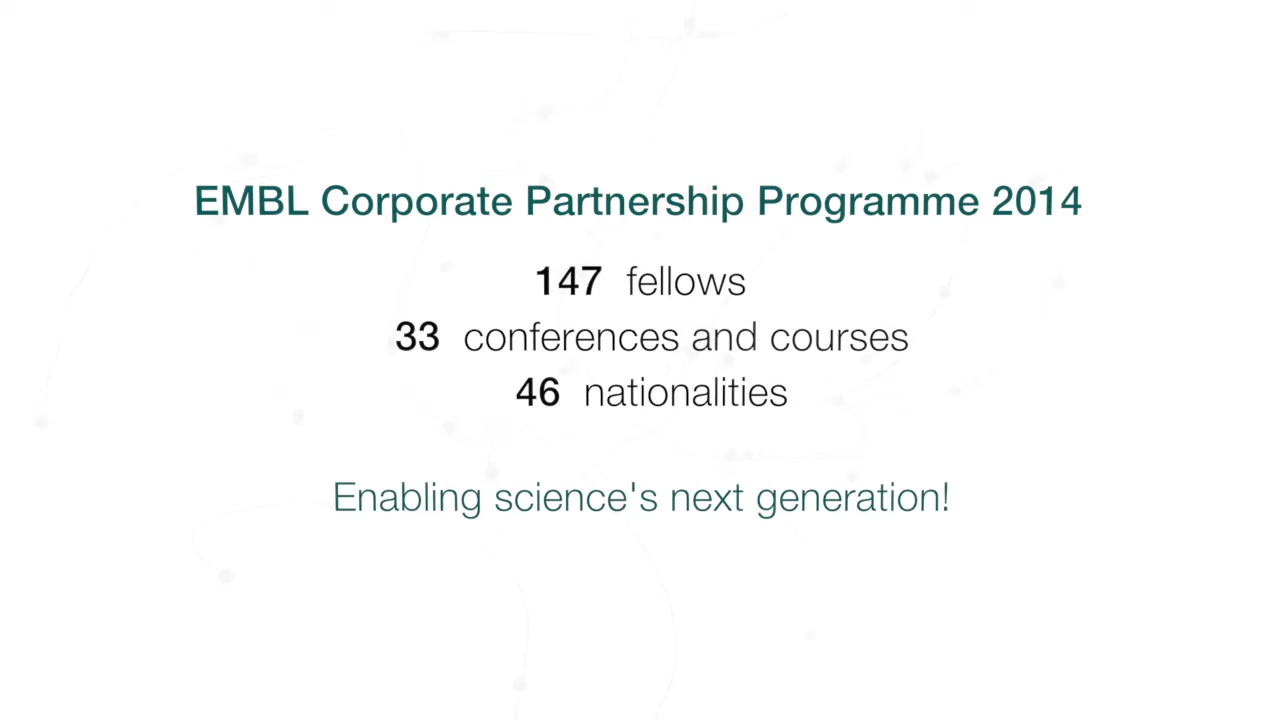 EMBL Corporate Partnership Programme 2014
147 fellows
33 conferences and courses
46 nationalities
Enabling science's next generation!